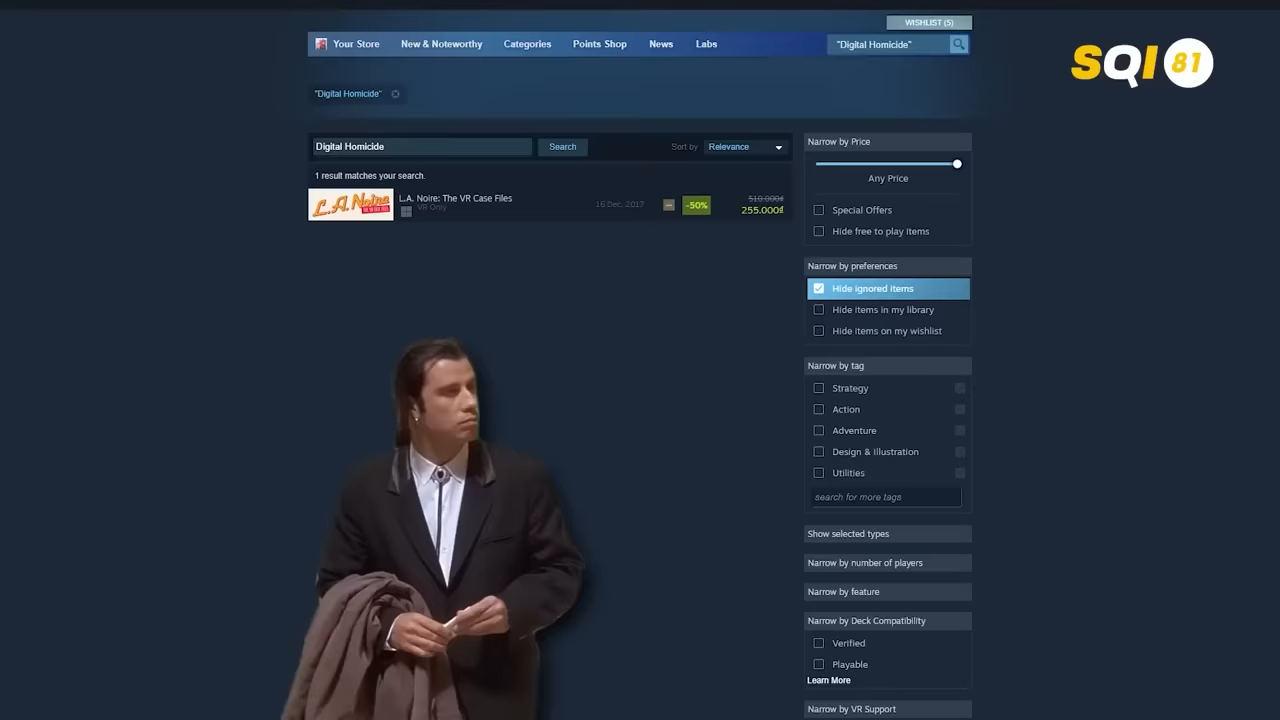 WISHLIST (5)
Your Store
New & Noteworthy
Categories
Points Shop
News
Labs
"Digital Homicide"
SQI 81
"Digital Homicide"
Digital Homicide
Search
Sort by
Relevance
1 result matches your search.
L.A. Noire
L.A. Noire: The VR Case Files
VR Only
16 Dec, 2017
-50%
510.000₫
255.000₫
Narrow by Price
Any Price
Special Offers
Hide free to play items
Narrow by preferences
Hide ignored items
Hide items in my library
Hide items on my wishlist
Narrow by tag
Strategy
Action
Adventure
Design & Illustration
Utilities
search for more tags
Show selected types
Narrow by number of players
Narrow by feature
Narrow by Deck Compatibility
Verified
Playable
Learn More
Narrow by VR Support